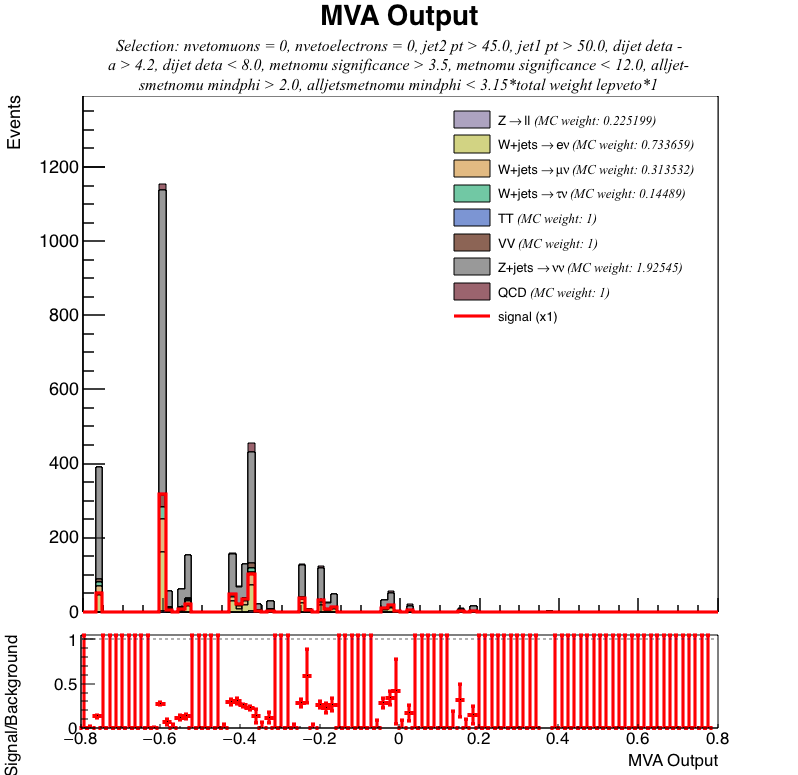 MVA Output
Selection: nvetomuons = 0, nvetoelectrons = 0, jet2 pt > 45.0, jet1 pt > 50.0, dijet deta -
a > 4.2, dijet deta < 8.0, metnomu significance > 3.5, metnomu significance < 12.0, alljet-
smetnomu mindphi > 2.0, alljetsmetnomu mindphi < 3.15*total weight lepveto*1
Events
1200
1000
800
600
400
200
0
Z→ll (MC weight: 0.225199)
W+jets →eν (MC weight: 0.733659)
W+jets →μν (MC weight: 0.313532)
W+jets →τν (MC weight: 0.14489)
TT (MC weight: 1)
VV (MC weight: 1)
Z+jets →νν (MC weight: 1.92545)
QCD (MC weight: 1)
signal (x1)
Signal/Background
1
0.5
0
−0.8 −0.6 −0.4 −0.2 0 0.2 0.4 0.6 0.8
MVA Output